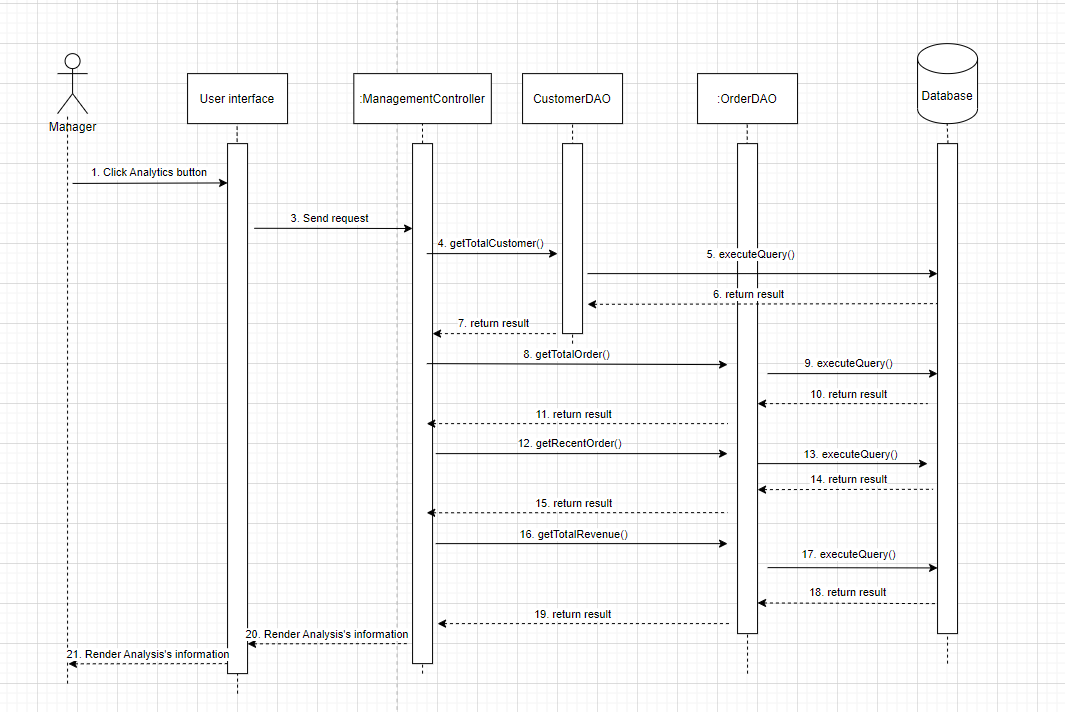 Manager
User interface
:ManagementController
CustomerDAO
:OrderDAO
Database
1. Click Analytics button
3. Send request
4. getTotalCustomer()
5. executeQuery()
6. return result
7. return result
8. getTotalOrder()
9. executeQuery()
10. return result
11. return result
12. getRecentOrder()
13. executeQuery()
14. return result
15. return result
16. getTotalRevenue()
17. executeQuery()
18. return result
19. return result
20. Render Analysis's information
21. Render Analysis's information